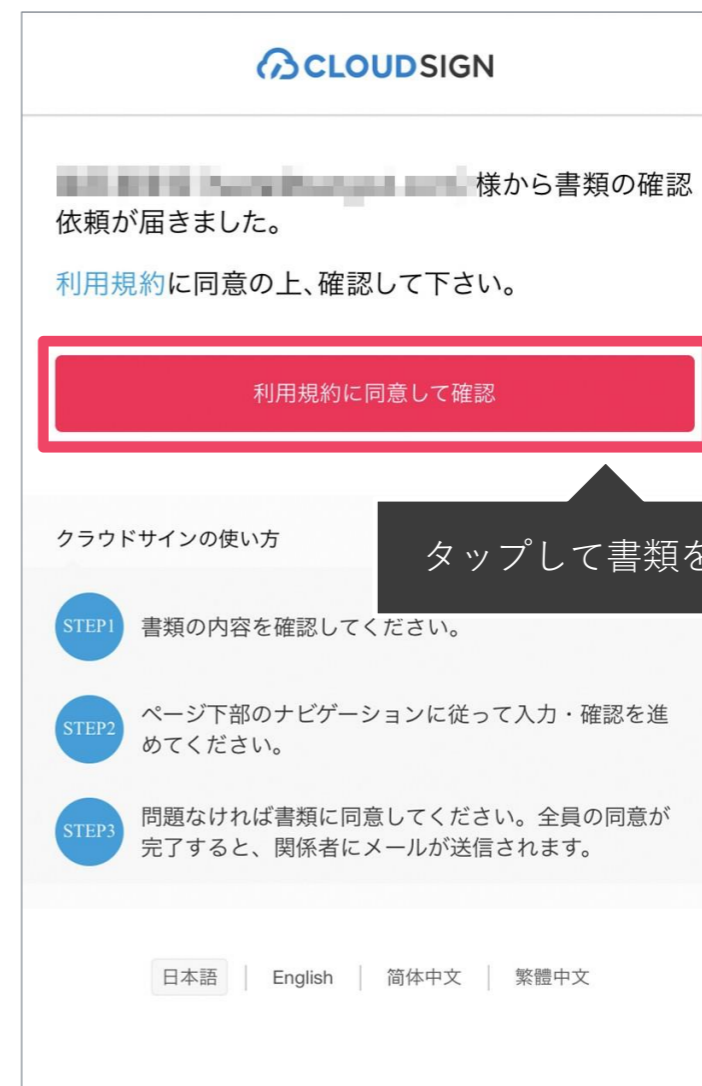 CLOUDSIGN
様から書類の確認
依頼が届きました。
利用規約に同意の上、確認して下さい。
利用規約に同意して確認
タップして書類を
クラウドサインの使い方
STEP1 書類の内容を確認してください。
STEP2 ページ下部のナビゲーションに従って入力・確認を進
めてください。
STEP3 問題なければ書類に同意してください。全員の同意が
完了すると、関係者にメールが送信されます。
日本語 | English | 简体中文 | 繁體中文